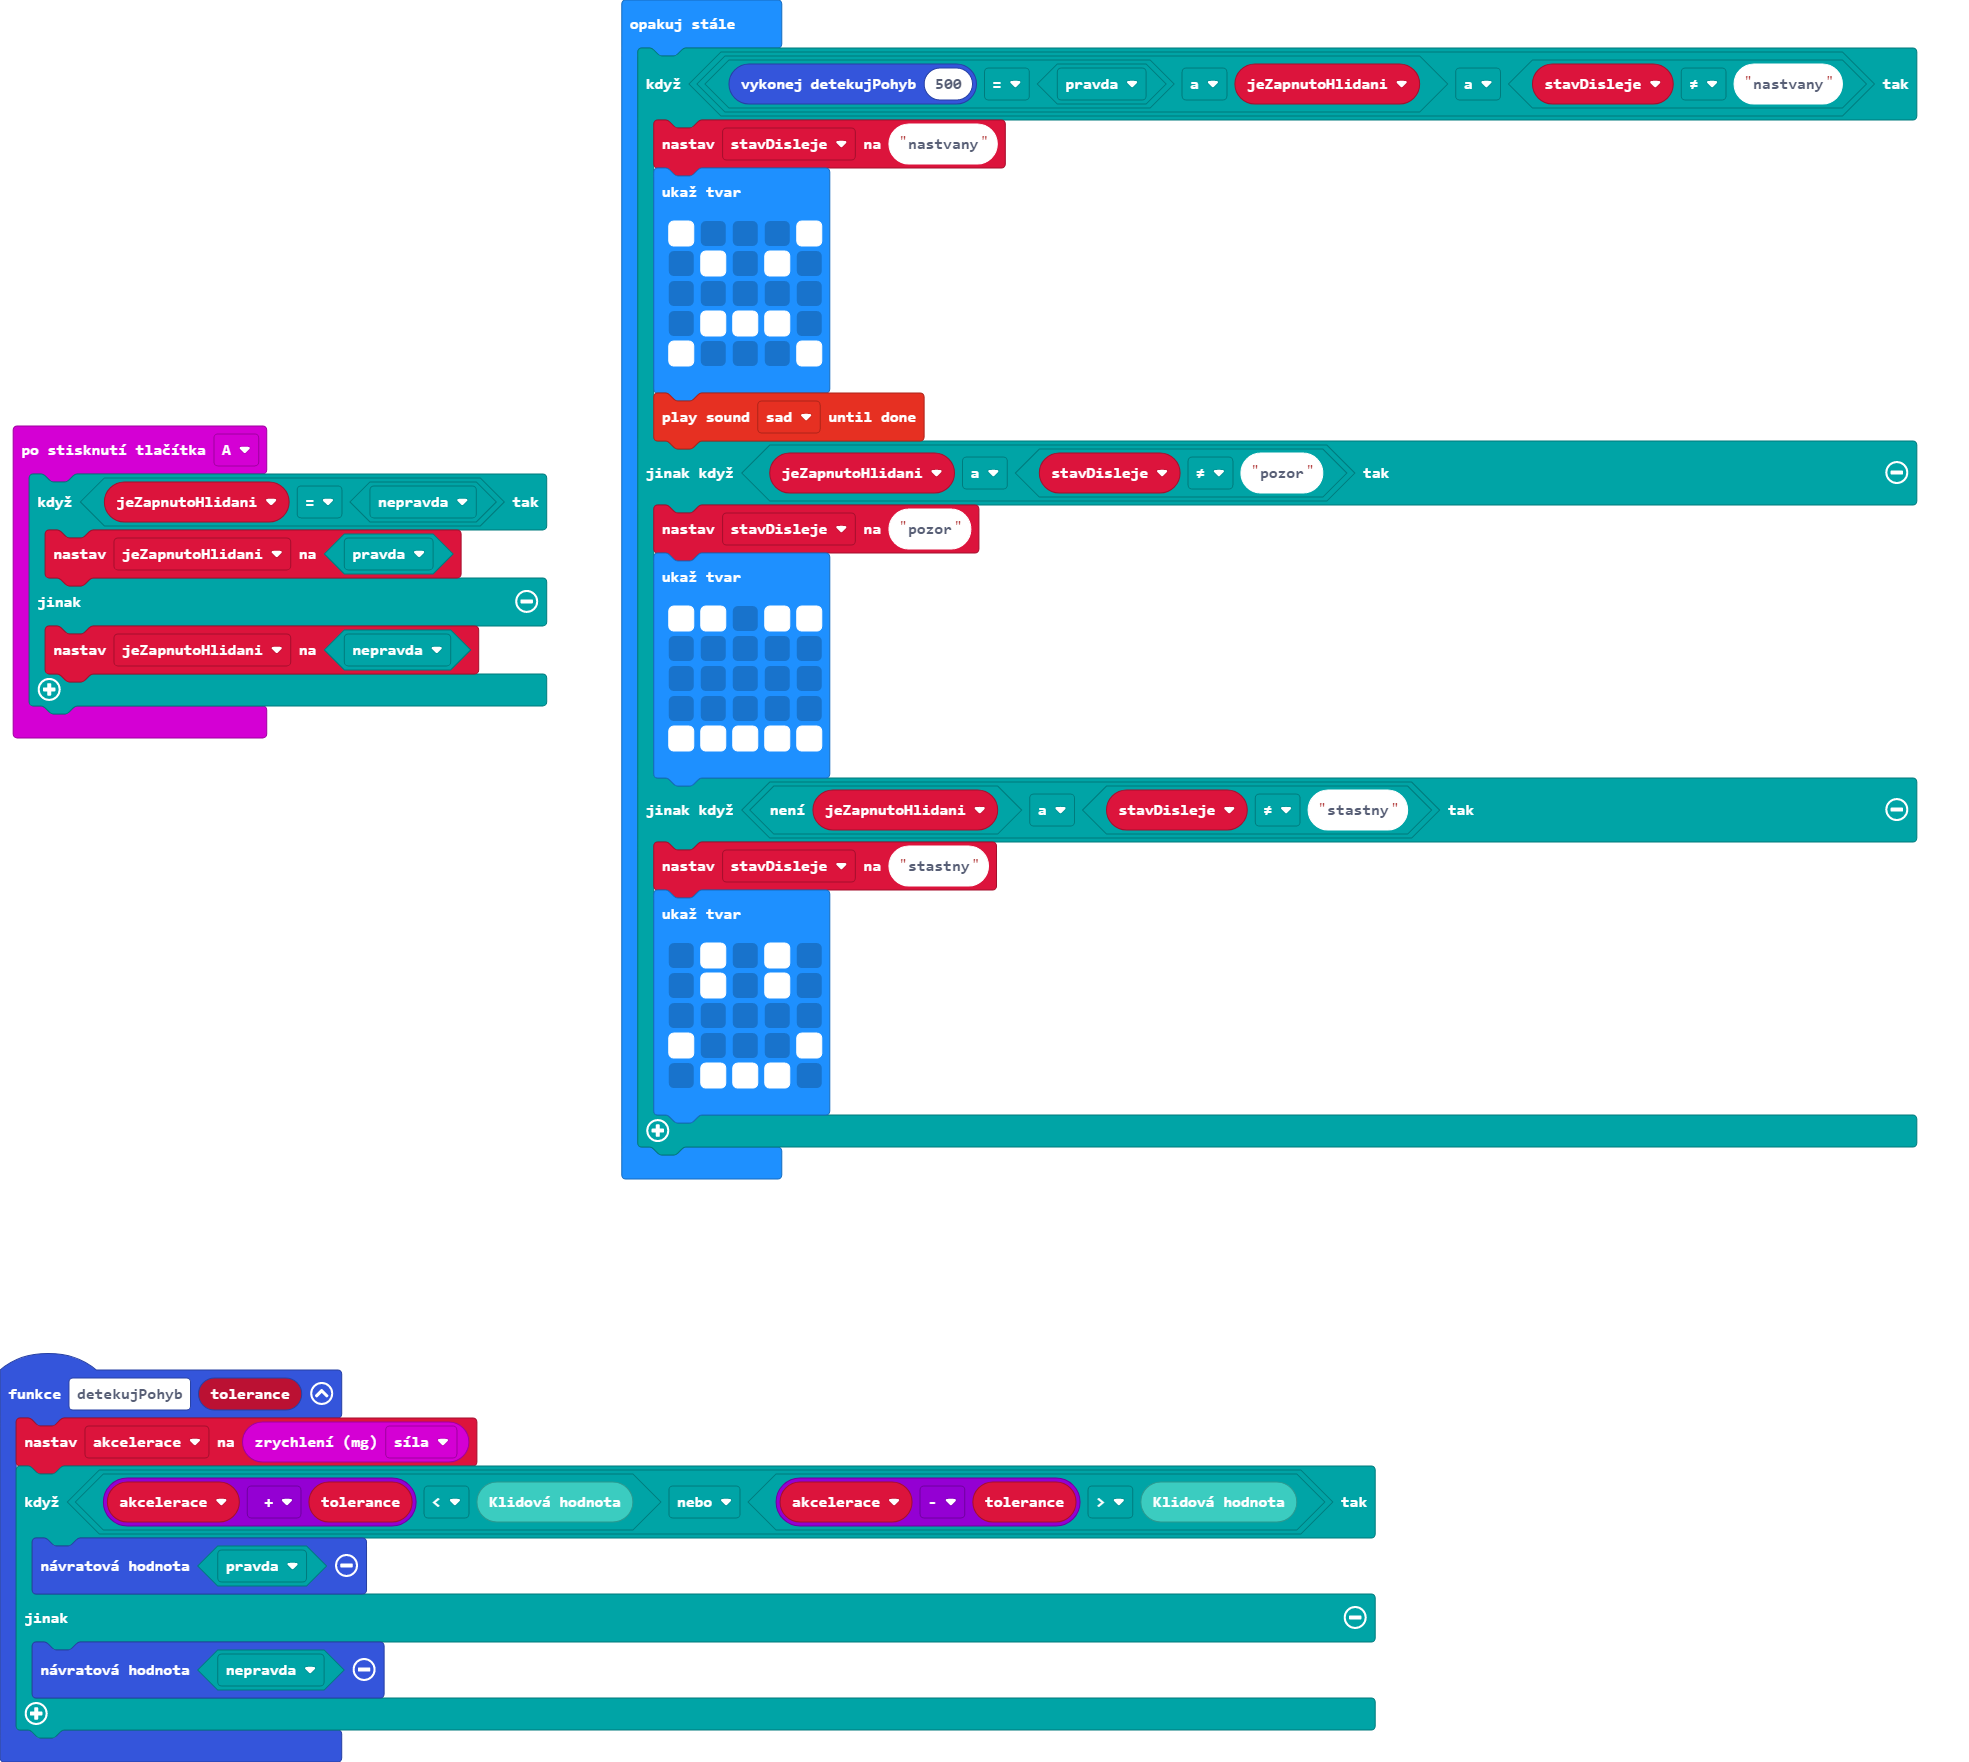 opakuj stále
když vykonej detekujPohyb 500 = pravda a jeZapnutoHlidani a stavDisleje ≠ "nastvany" tak
nastav stavDisleje na "nastvany"
ukaž tvar
play sound sad until done
jinak když jeZapnutoHlidani a stavDisleje ≠ "pozor" tak
nastav stavDisleje na "pozor"
ukaž tvar
jinak když není jeZapnutoHlidani a stavDisleje ≠ "stastny" tak
nastav stavDisleje na "stastny"
ukaž tvar
po stisknutí tlačítka A
když jeZapnutoHlidani = nepravda tak
nastav jeZapnutoHlidani na pravda
jinak
nastav jeZapnutoHlidani na nepravda
funkce detekujPohyb tolerance
nastav akcelerace na zrychlení (mg) síla
když akcelerace + tolerance < Klidová hodnota nebo akcelerace - tolerance > Klidová hodnota tak
návratová hodnota pravda
jinak
návratová hodnota nepravda